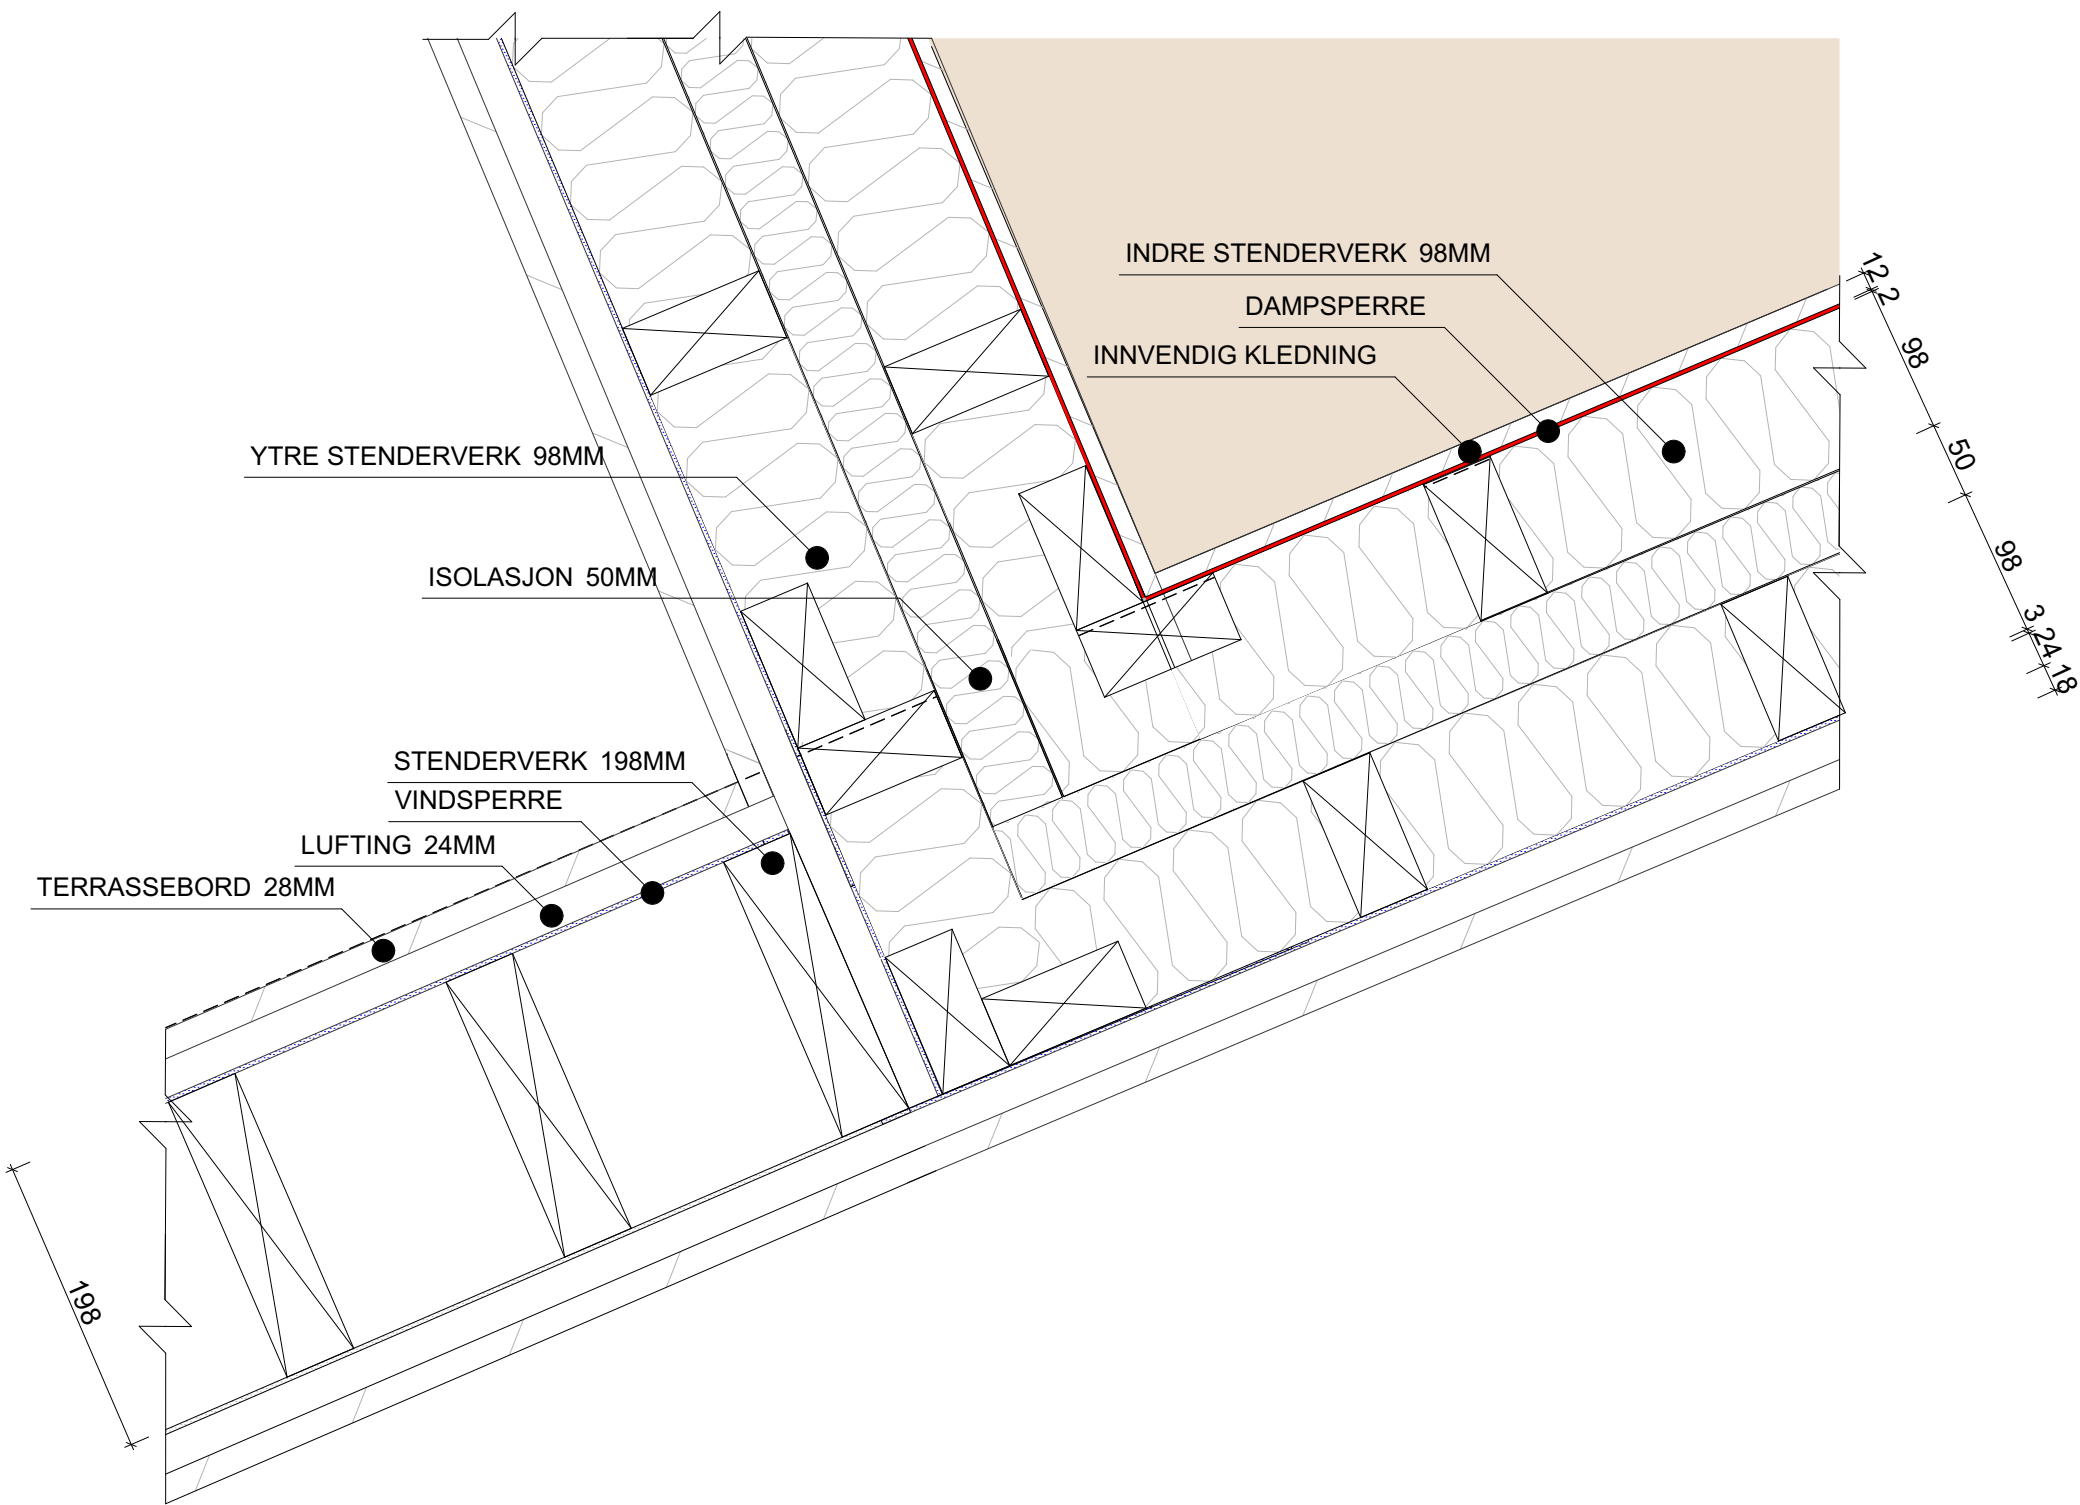 INDRE STENDERVERK 98MM
DAMPSPERRE
INNVENDIG KLEDNING
YTRE STENDERVERK 98MM
ISOLASJON 50MM
STENDERVERK 198MM
VINDSPERRE
LUFTING 24MM
TERRASSEBORD 28MM
12
2
98
50
98
3
24
18
198